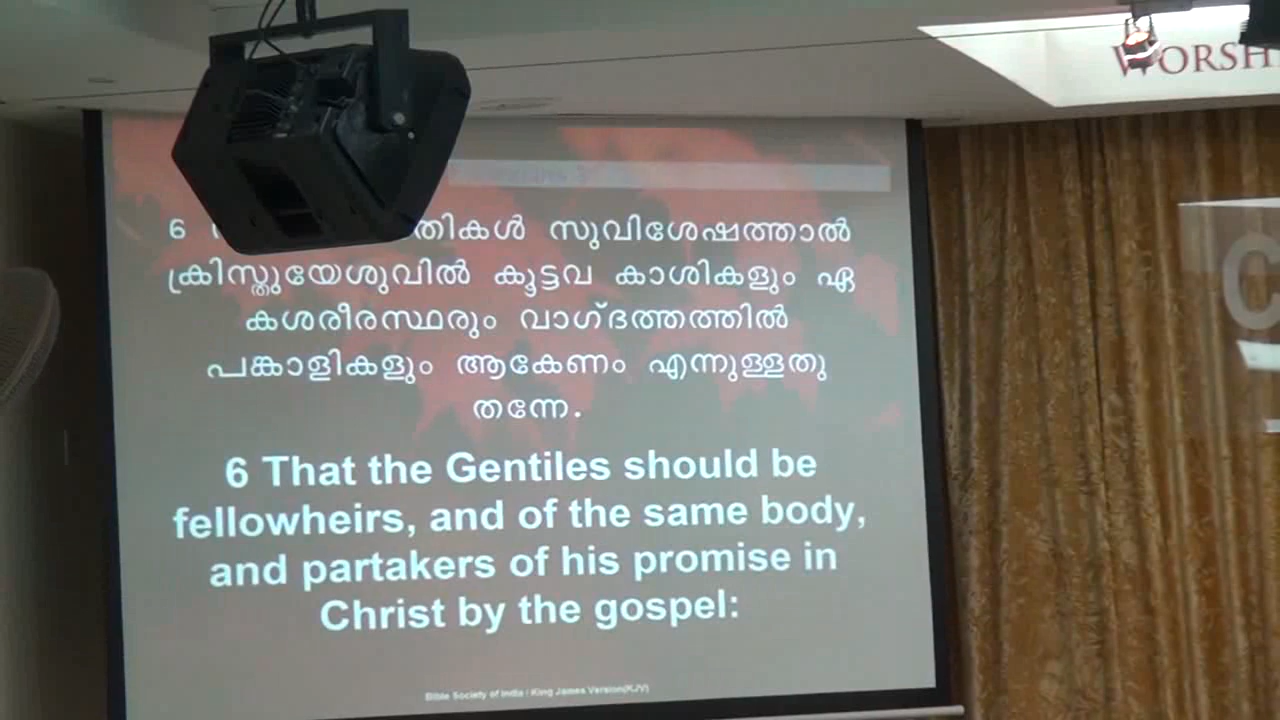 WORSHI
6 തികൾ സുവിശേഷത്താൽ
ക്രിസ്തുയേശുവിൽ കൂട്ടവ കാശികളും ഏ
കശരീരസ്ഥരും വാഗ്ദത്തത്തിൽ
പങ്കാളികളും ആകേണം എന്നുള്ളതു
തന്നേ.
6 That the Gentiles should be
fellowheirs, and of the same body,
and partakers of his promise in
Christ by the gospel:
Bible Society of India / King James Version(KJV)
C